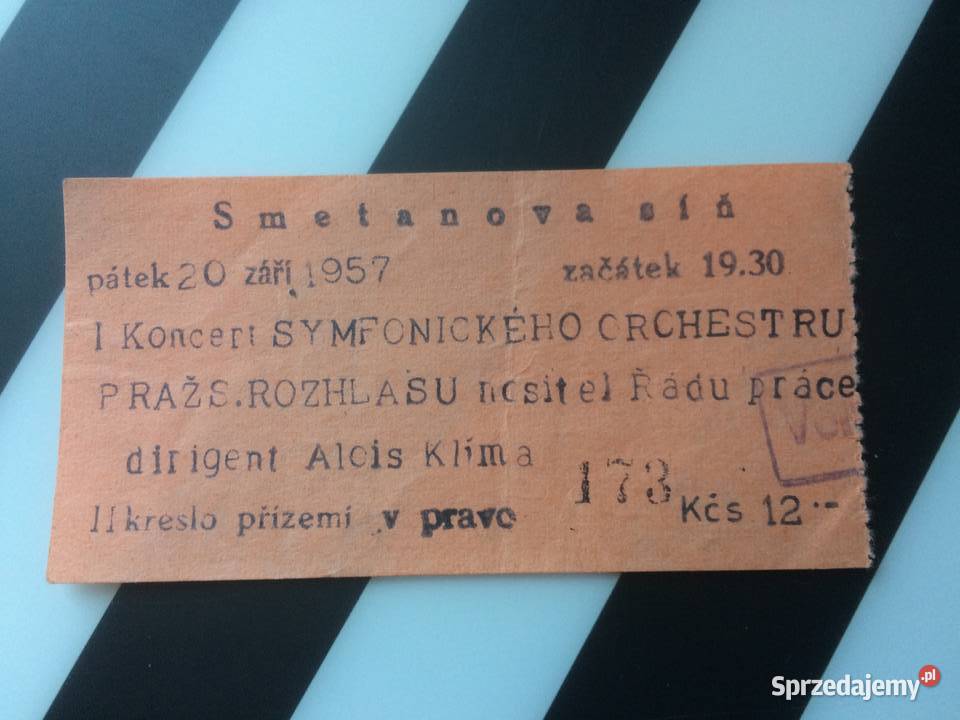 Smetanova síň
pátek 20 září 1957 začátek 19.30
I Koncert SYMFONICKÉHO ORCHESTRU
PRAŽS.ROZHLASU nositel Řádu práce
dirigent Alois Klíma
II kreslo přízemí v pravo 173 Kčs 12.-
Sprzedajemy.pl